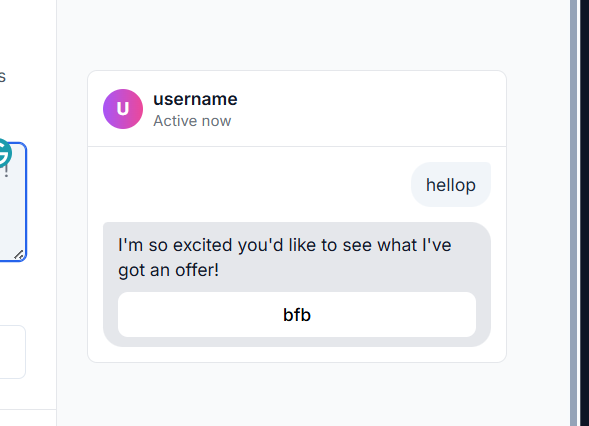 s
!
U
username
Active now
hellop
I'm so excited you'd like to see what I've
got an offer!
bfb